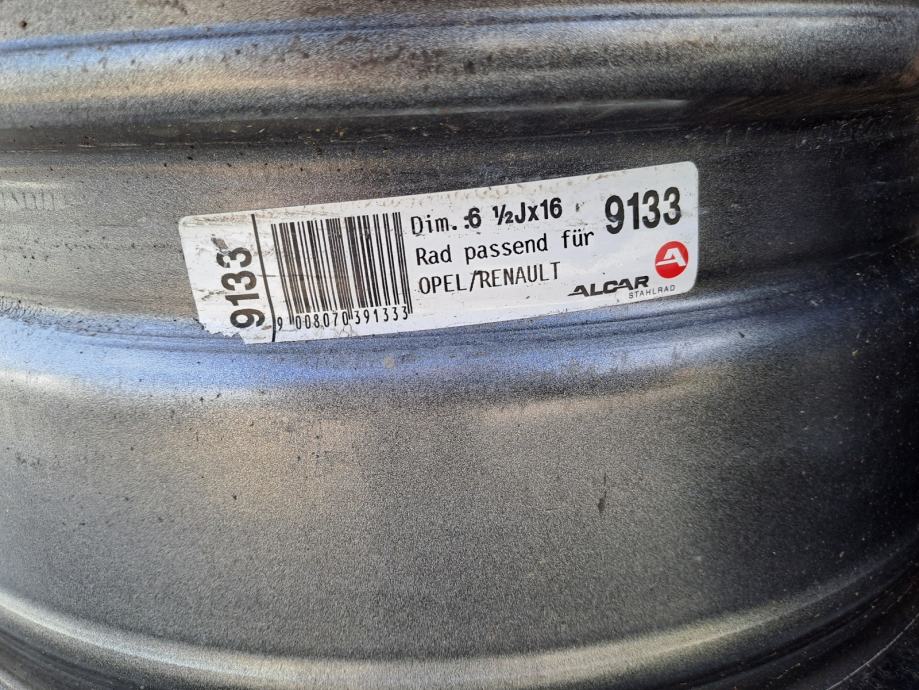 9133
9 008070 391333
Dim. :6 ½Jx16
Rad passend für
OPEL/RENAULT
9133
A
ALCAR
STAHLRAD